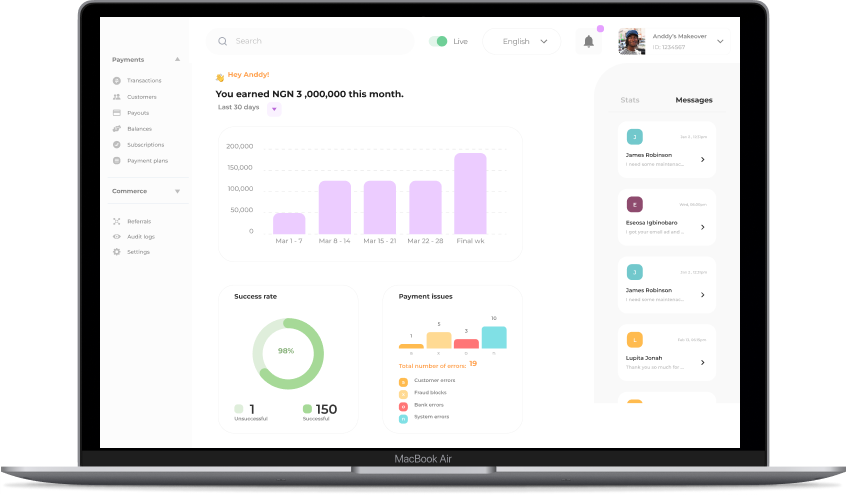 Search
Live
English
Anddy's Makeover
ID: 1234567
Payments
Transactions
Customers
Payouts
Balances
Subscriptions
Payment plans
Commerce
Referrals
Audit logs
Settings
Hey Anddy!
You earned NGN 3 ,000,000 this month.
Last 30 days
200,000
150,000
100,000
50,000
0
Mar 1 - 7
Mar 8 - 14
Mar 15 - 21
Mar 22 - 28
Final wk
Success rate
98%
1
Unsuccessful
150
Successful
Payment issues
1
5
3
10
Total number of errors: 19
Customer errors
Fraud blocks
Bank errors
System errors
Stats
Messages
J
James Robinson
I need some maintenac...
E
Eseosa Igbinobaro
I got your email ad and ...
J
James Robinson
I need some maintenac...
L
Lupita Jonah
Thank you so much for ...
MacBook Air